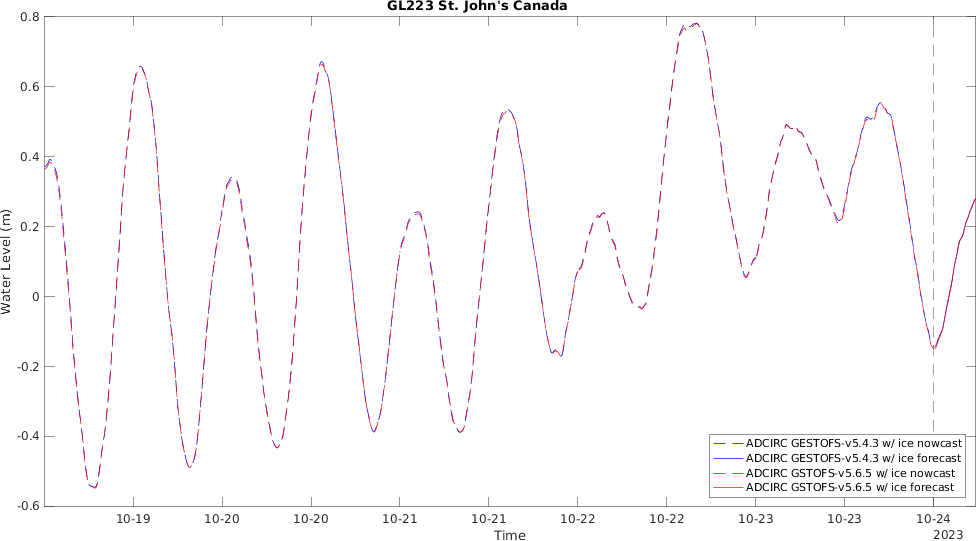 GL223 St. John's Canada
Water Level (m)
0.8
0.6
0.4
0.2
0
-0.2
-0.4
-0.6
10-19 10-20 10-20 10-21 10-21 10-22 10-22 10-23 10-23 10-24
2023
Time
ADCIRC GESTOFS-v5.4.3 w/ ice nowcast
ADCIRC GESTOFS-v5.4.3 w/ ice forecast
ADCIRC GSTOFS-v5.6.5 w/ ice nowcast
ADCIRC GSTOFS-v5.6.5 w/ ice forecast